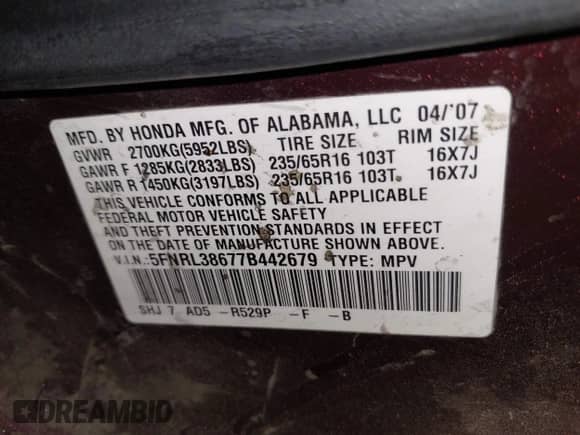 MFD. BY HONDA MFG. OF ALABAMA, LLC 04/'07
GVWR 2700KG(5952LBS) TIRE SIZE RIM SIZE
GAWR F 1285KG(2833LBS) 235/65R16 103T 16X7J
GAWR R 1450KG(3197LBS) 235/65R16 103T 16X7J
THIS VEHICLE CONFORMS TO ALL APPLICABLE
FEDERAL MOTOR VEHICLE SAFETY
AND THEFT PREVENTION STANDARDS IN EFFECT
ON THE DATE OF MANUFACTURE SHOWN ABOVE.
V.I.N.:5FNRL38677B442679 TYPE: MPV
SHJ 7 AD5 -R529P -F -B
DREAMBID